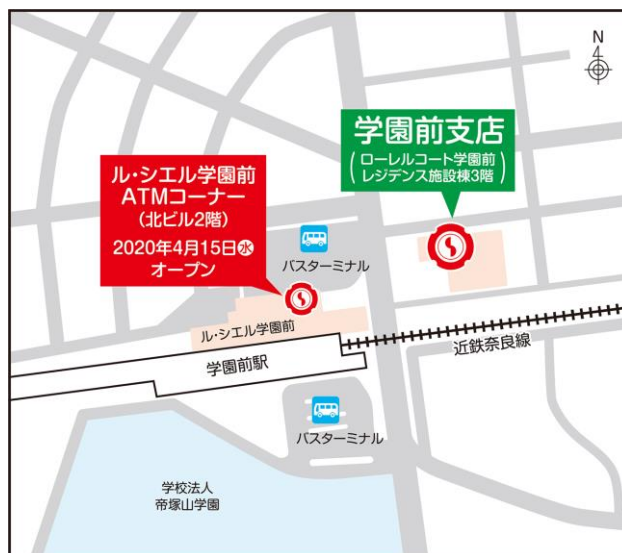 N
学園前支店
(ローレルコート学園前
レジデンス施設棟3階)
ル・シエル学園前
ATMコーナー
(北ビル2階)
2020年4月15日㊌
オープン
バスターミナル
ル・シエル学園前
学園前駅
近鉄奈良線
バスターミナル
学校法人
帝塚山学園